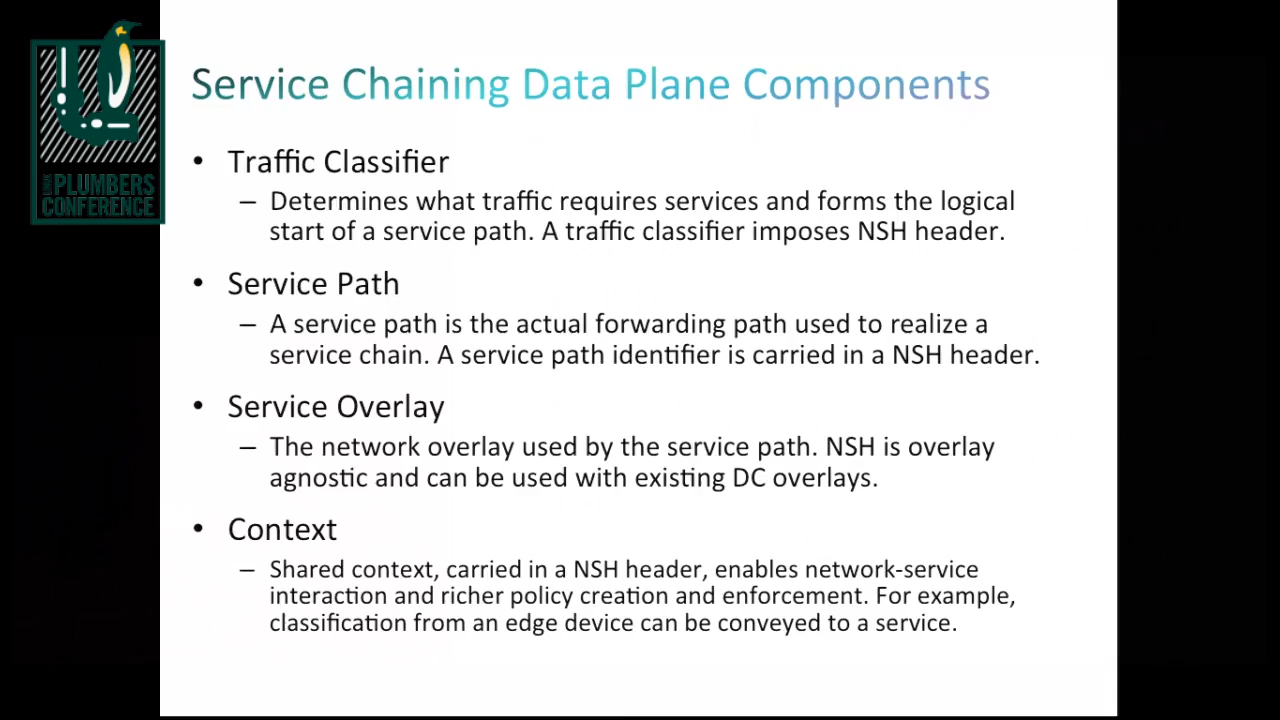 Service Chaining Data Plane Components
• Traffic Classifier
– Determines what traffic requires services and forms the logical
start of a service path. A traffic classifier imposes NSH header.
• Service Path
– A service path is the actual forwarding path used to realize a
service chain. A service path identifier is carried in a NSH header.
• Service Overlay
– The network overlay used by the service path. NSH is overlay
agnostic and can be used with existing DC overlays.
• Context
– Shared context, carried in a NSH header, enables network-service
interaction and richer policy creation and enforcement. For example,
classification from an edge device can be conveyed to a service.
LINUX
PLUMBERS
CONFERENCE